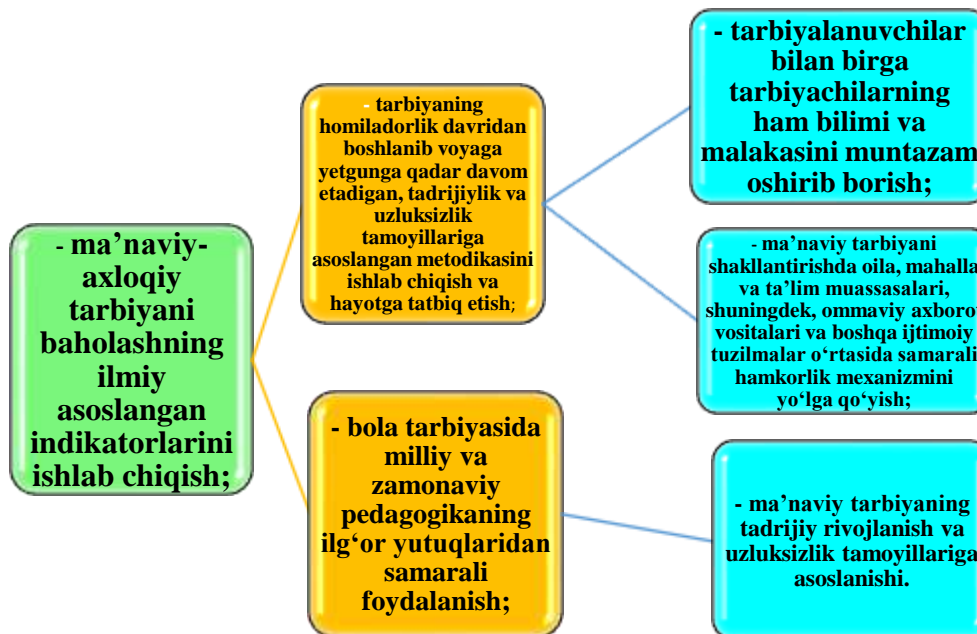 - ma’naviy-
axloqiy
tarbiyani
baholashning
ilmiy
asoslangan
indikatorlarini
ishlab chiqish;
- tarbiyaning
homiladorlik davridan
boshlanib voyaga
yetgunga qadar davom
etadigan, tadrijiylik va
uzluksizlik
tamoyillariga
asoslangan metodikasini
ishlab chiqish va
hayotga tatbiq etish;
- bola tarbiyasida
milliy va
zamonaviy
pedagogikaning
ilg‘or yutuqlaridan
samarali
foydalanish;
- tarbiyalanuvchilar
bilan birga
tarbiyachilarning
ham bilimi va
malakasini muntazam
oshirib borish;
- ma’naviy tarbiyani
shakllantirishda oila, mahalla
va ta’lim muassasalari,
shuningdek, ommaviy axborot
vositalari va boshqa ijtimoiy
tuzilmalar o‘rtasida samarali
hamkorlik mexanizmini
yo‘lga qo‘yish;
- ma’naviy tarbiyaning
tadrijiy rivojlanish va
uzluksizlik tamoyillariga
asoslanishi.